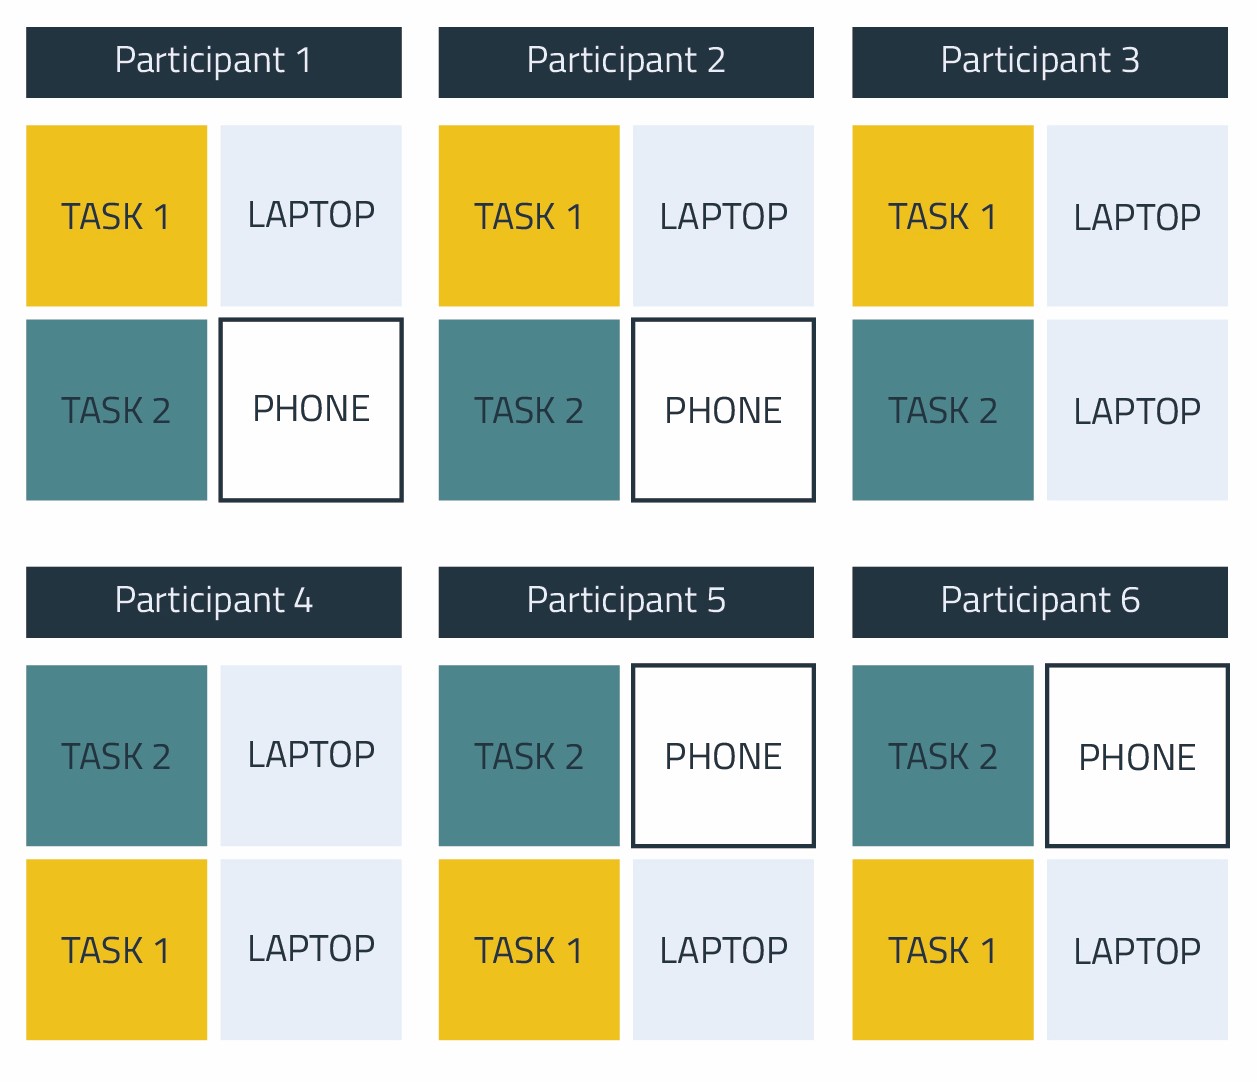 Participant 1
TASK 1 LAPTOP
TASK 2 PHONE
Participant 2
TASK 1 LAPTOP
TASK 2 PHONE
Participant 3
TASK 1 LAPTOP
TASK 2 LAPTOP
Participant 4
TASK 2 LAPTOP
TASK 1 LAPTOP
Participant 5
TASK 2 PHONE
TASK 1 LAPTOP
Participant 6
TASK 2 PHONE
TASK 1 LAPTOP